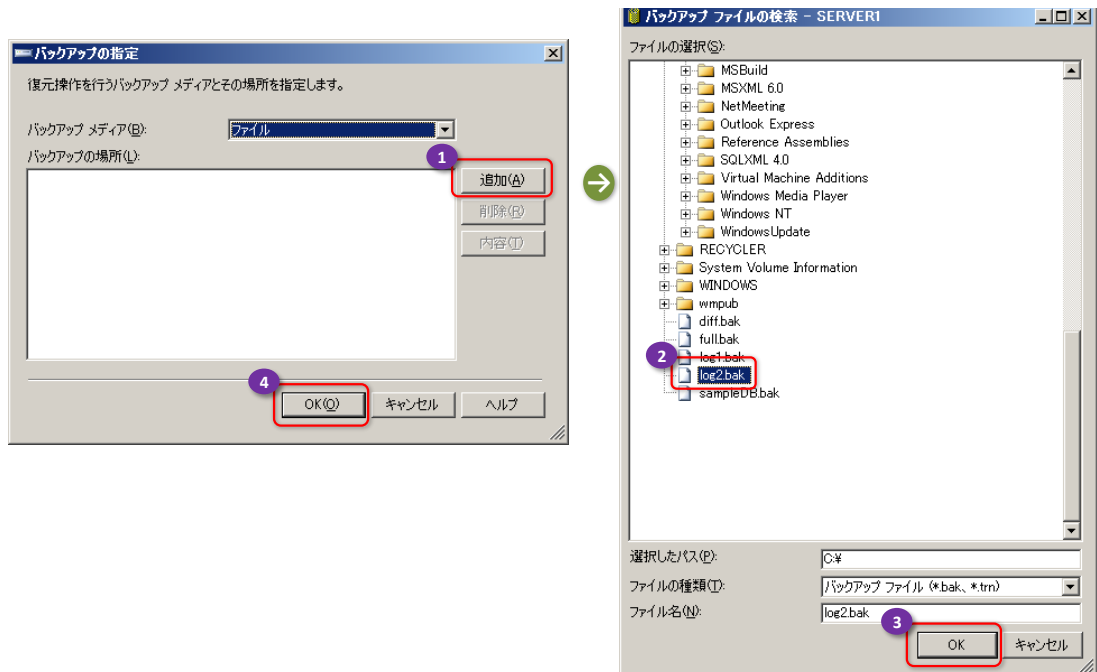 バックアップの指定
復元操作を行うバックアップ メディアとその場所を指定します。
バックアップ メディア(B):
ファイル
バックアップの場所(L):
1
追加(A)
削除(R)
内容(T)
4
OK(O)
キャンセル
ヘルプ
バックアップ ファイルの検索 - SERVER1
ファイルの選択(S):
MSBuild
MSXML 6.0
NetMeeting
Outlook Express
Reference Assemblies
SQLXML 4.0
Virtual Machine Additions
Windows Media Player
Windows NT
WindowsUpdate
RECYCLER
System Volume Information
WINDOWS
wmpub
diff.bak
full.bak
log1.bak
2
log2.bak
sampleDB.bak
選択したパス(P):
C:¥
ファイルの種類(T):
バックアップ ファイル (*.bak、*.trn)
ファイル名(N):
log2.bak
3
OK
キャンセル